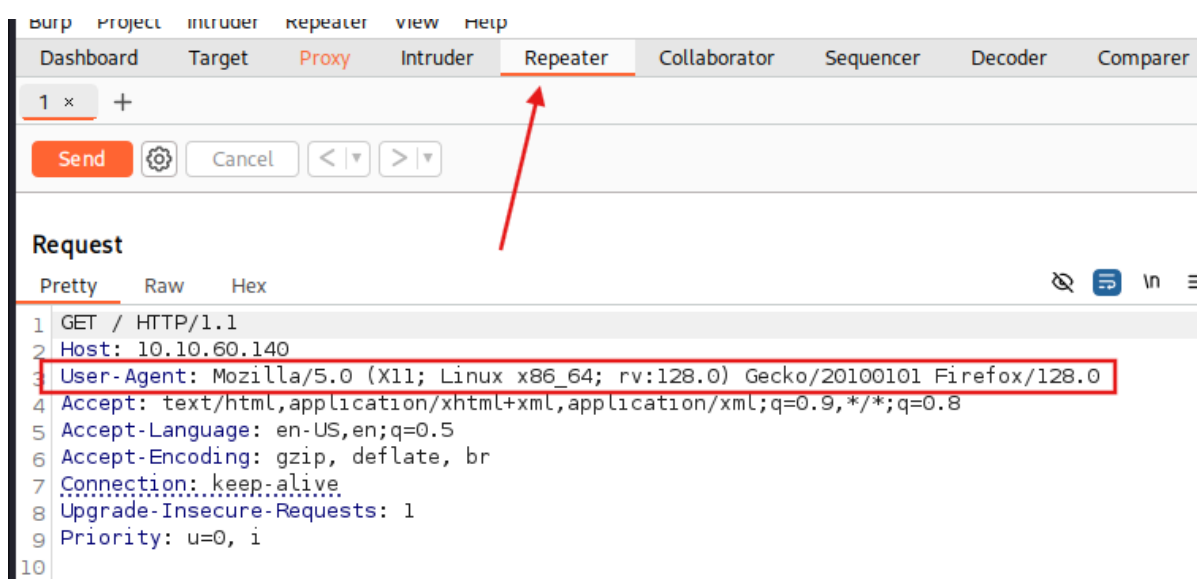 Burp Project Intruder Repeater View Help
Dashboard Target Proxy Intruder Repeater Collaborator Sequencer Decoder Comparer
1 × +
Send Cancel < >
Request
Pretty Raw Hex \n
1 GET / HTTP/1.1
2 Host: 10.10.60.140
3 User-Agent: Mozilla/5.0 (X11; Linux x86_64; rv:128.0) Gecko/20100101 Firefox/128.0
4 Accept: text/html,application/xhtml+xml,application/xml;q=0.9,*/*;q=0.8
5 Accept-Language: en-US,en;q=0.5
6 Accept-Encoding: gzip, deflate, br
7 Connection: keep-alive
8 Upgrade-Insecure-Requests: 1
9 Priority: u=0, i
10